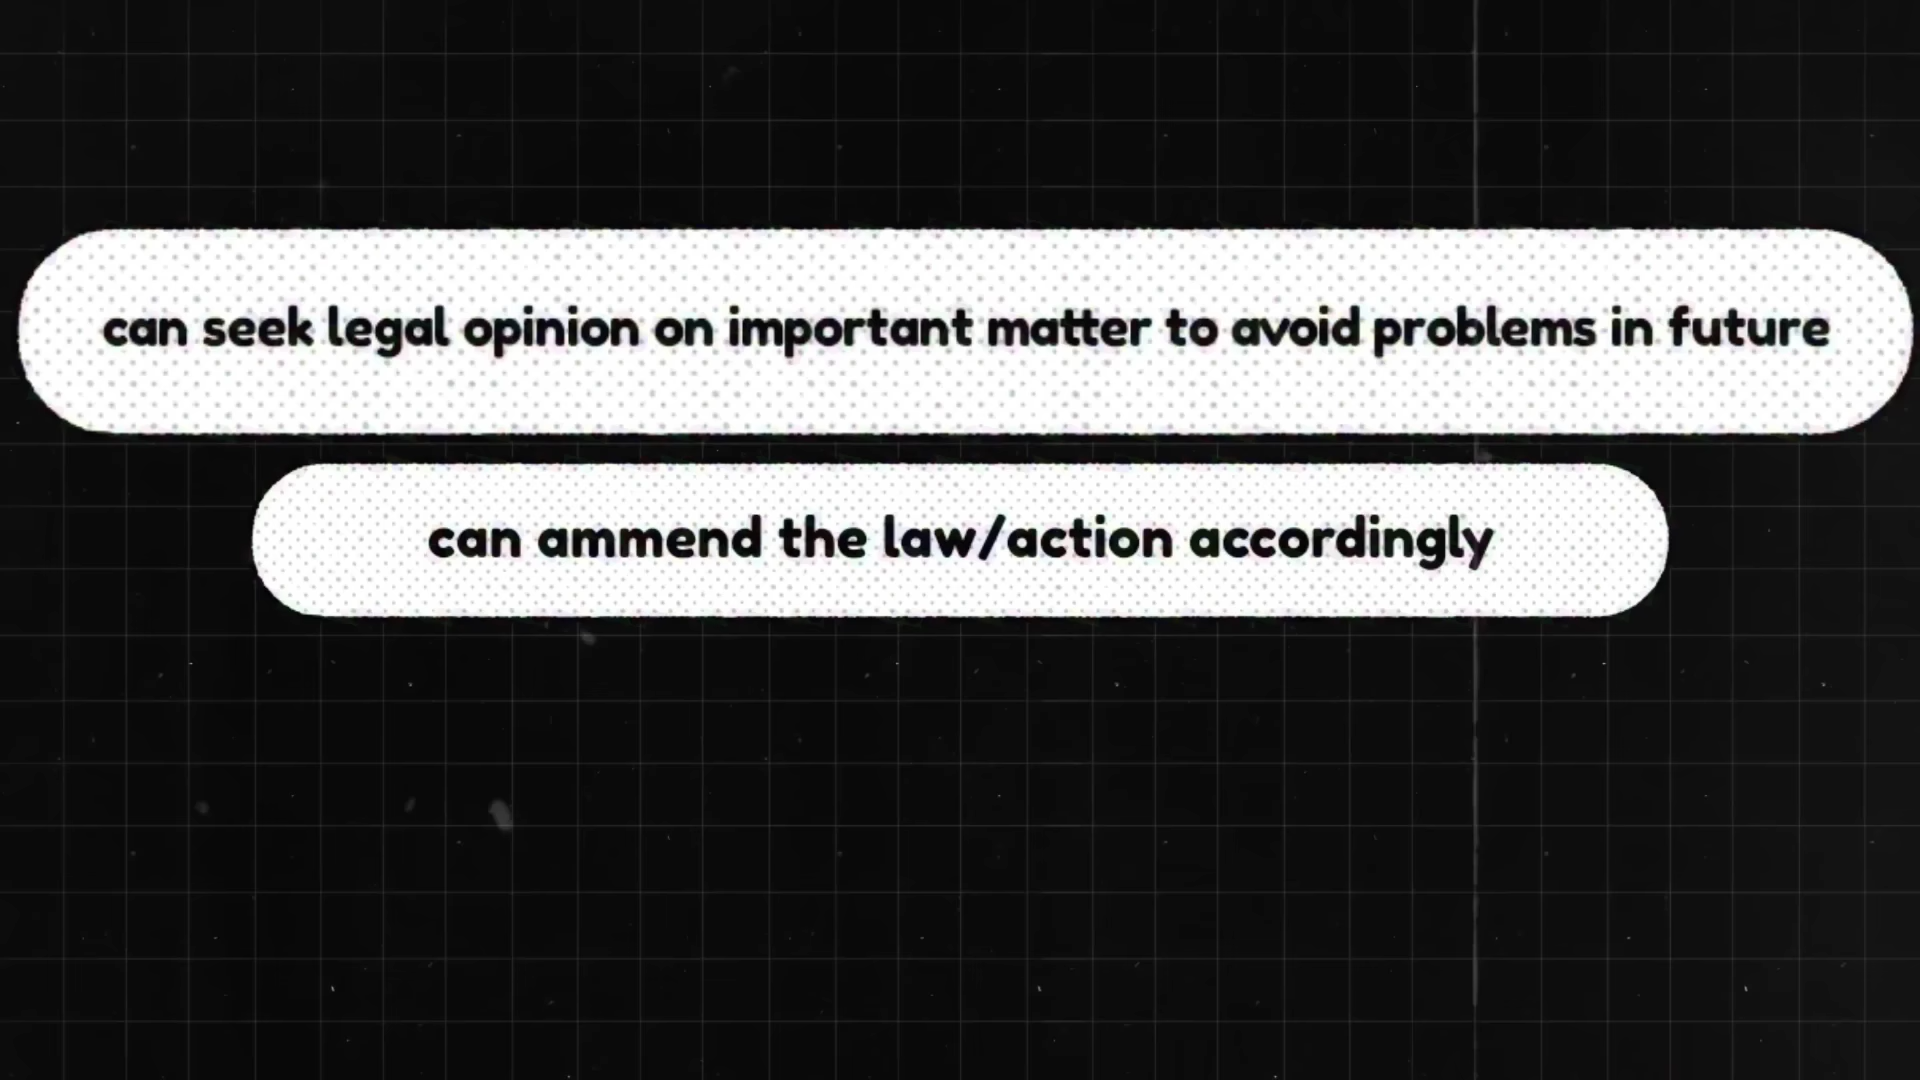 can seek legal opinion on important matter to avoid problems in future
can ammend the law/action accordingly